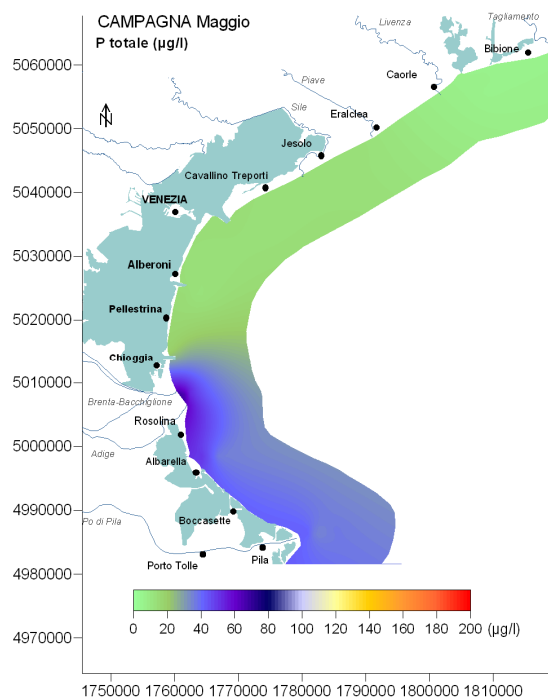 CAMPAGNA Maggio
P totale (µg/l)
Tagliamento
Livenza
Bibione
5060000
Caorle
Piave
Sile
Eralclea
5050000
Jesolo
Cavallino Treporti
5040000
VENEZIA
5030000
Alberoni
Pellestrina
5020000
Chioggia
5010000
Brenta-Bacchiglione
Rosolina
5000000
Adige
Albarella
4990000
Po di Pila
Boccasette
Pila
Porto Tolle
4980000
0 20 40 60 80 100 120 140 160 180 200 (µg/l)
4970000
1750000 1760000 1770000 1780000 1790000 1800000 1810000
N